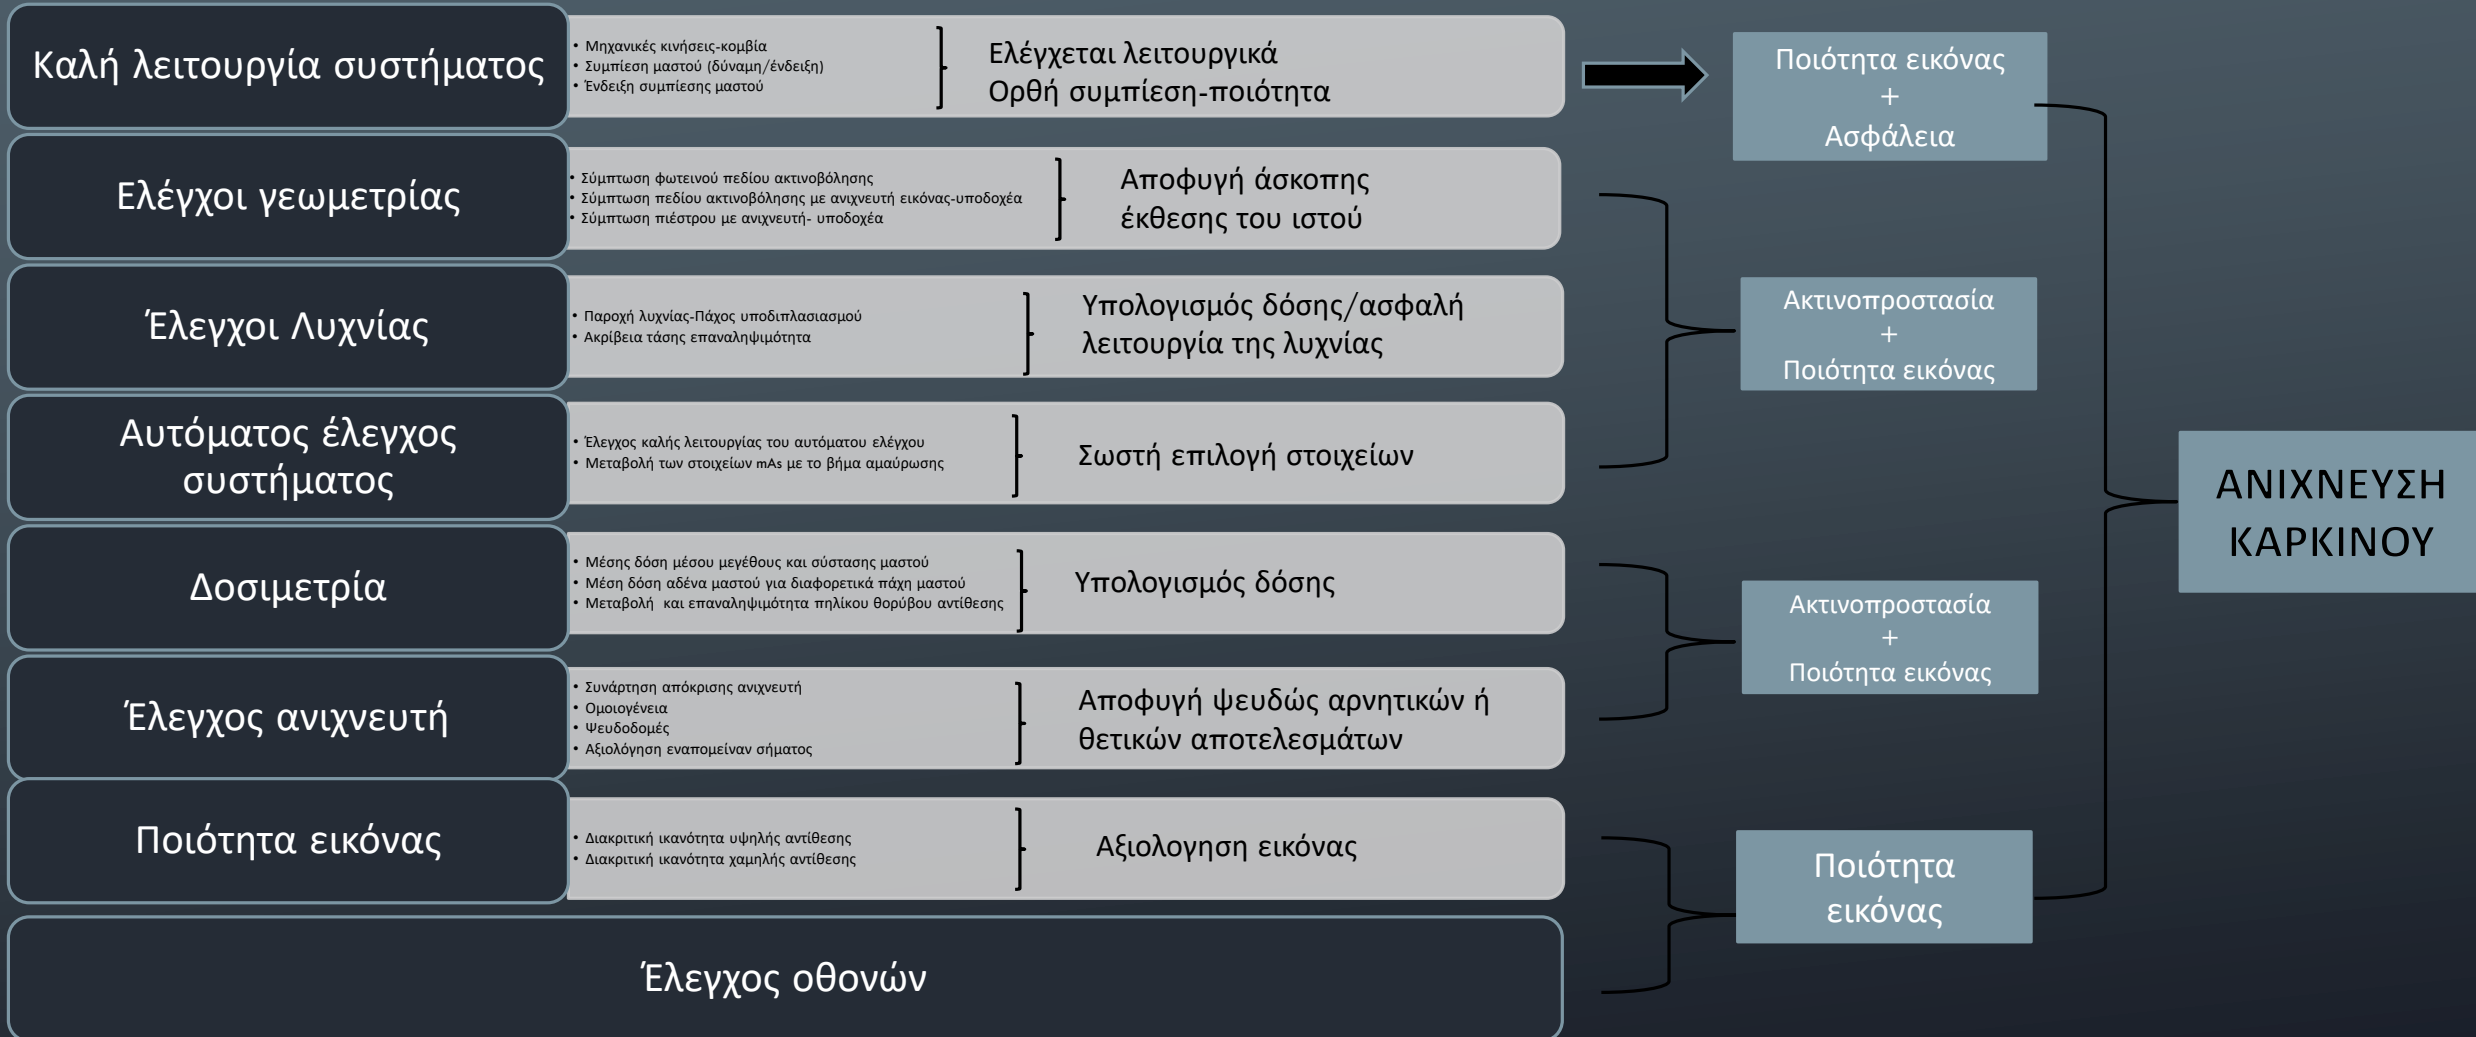 Καλή λειτουργία συστήματος
• Μηχανικές κινήσεις-κομβία
• Συμπίεση μαστού (δύναμη/ένδειξη)
• Ένδειξη συμπίεσης μαστού
Ελέγχεται λειτουργικά
Ορθή συμπίεση-ποιότητα
Ποιότητα εικόνας
+
Ασφάλεια
Ελέγχοι γεωμετρίας
• Σύμπτωση φωτεινού πεδίου ακτινοβόλησης
• Σύμπτωση πεδίου ακτινοβόλησης με ανιχνευτή εικόνας-υποδοχέα
• Σύμπτωση πιέστρου με ανιχνευτή- υποδοχέα
Αποφυγή άσκοπης
έκθεσης του ιστού
Έλεγχοι Λυχνίας
• Παροχή λυχνίας-Πάχος υποδιπλασιασμού
• Ακρίβεια τάσης επαναληψιμότητα
Υπολογισμός δόσης/ασφαλή
λειτουργία της λυχνίας
Ακτινοπροστασία
+
Ποιότητα εικόνας
Αυτόματος έλεγχος
συστήματος
• Έλεγχος καλής λειτουργίας του αυτόματου ελέγχου
• Μεταβολή των στοιχείων mAs με το βήμα αμαύρωσης
Σωστή επιλογή στοιχείων
ΑΝΙΧΝΕΥΣΗ
ΚΑΡΚΙΝΟΥ
Δοσιμετρία
• Μέσης δόση μέσου μεγέθους και σύστασης μαστού
• Μέση δόση αδένα μαστού για διαφορετικά πάχη μαστού
• Μεταβολή  και επαναληψιμότητα πηλίκου θορύβου αντίθεσης
Υπολογισμός δόσης
Ακτινοπροστασία
+
Ποιότητα εικόνας
Έλεγχος ανιχνευτή
• Συνάρτηση απόκρισης ανιχνευτή
• Ομοιογένεια
• Ψευδοδομές
• Αξιολόγηση εναπομείναν σήματος
Αποφυγή ψευδώς αρνητικών ή
θετικών αποτελεσμάτων
Ποιότητα εικόνας
• Διακριτική ικανότητα υψηλής αντίθεσης
• Διακριτική ικανότητα χαμηλής αντίθεσης
Αξιολογηση εικόνας
Ποιότητα
εικόνας
Έλεγχος οθονών